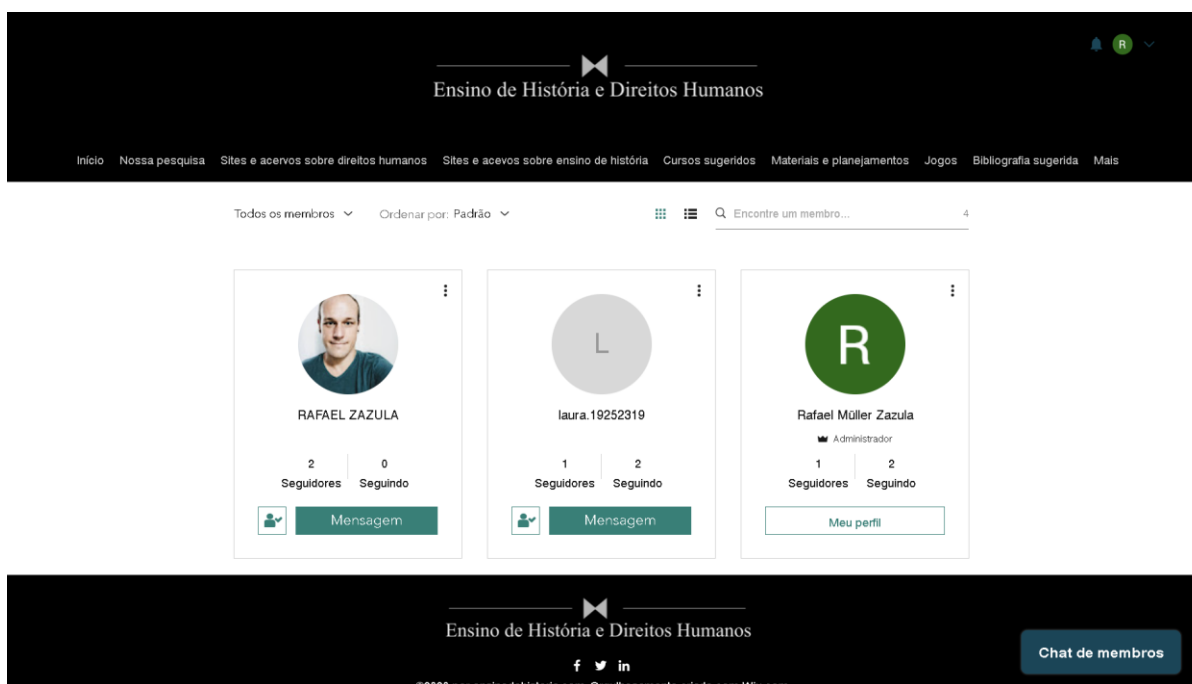 R
Ensino de História e Direitos Humanos
Início Nossa pesquisa Sites e acervos sobre direitos humanos Sites e acevos sobre ensino de história Cursos sugeridos Materiais e planejamentos Jogos Bibliografia sugerida Mais
Todos os membros Ordenar por: Padrão Encontre um membro... 4
L R
RAFAEL ZAZULA laura.19252319 Rafael Müller Zazula
Administrador
2 0 1 2 1 2
Seguidores Seguindo Seguidores Seguindo Seguidores Seguindo
Mensagem Mensagem Meu perfil
Ensino de História e Direitos Humanos
Chat de membros
f in